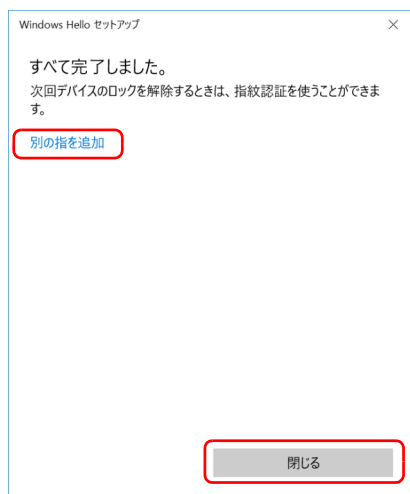 Windows Hello セットアップ
すべて完了しました。
次回デバイスのロックを解除するときは、指紋認証を使うことができま
す。
別の指を追加
閉じる